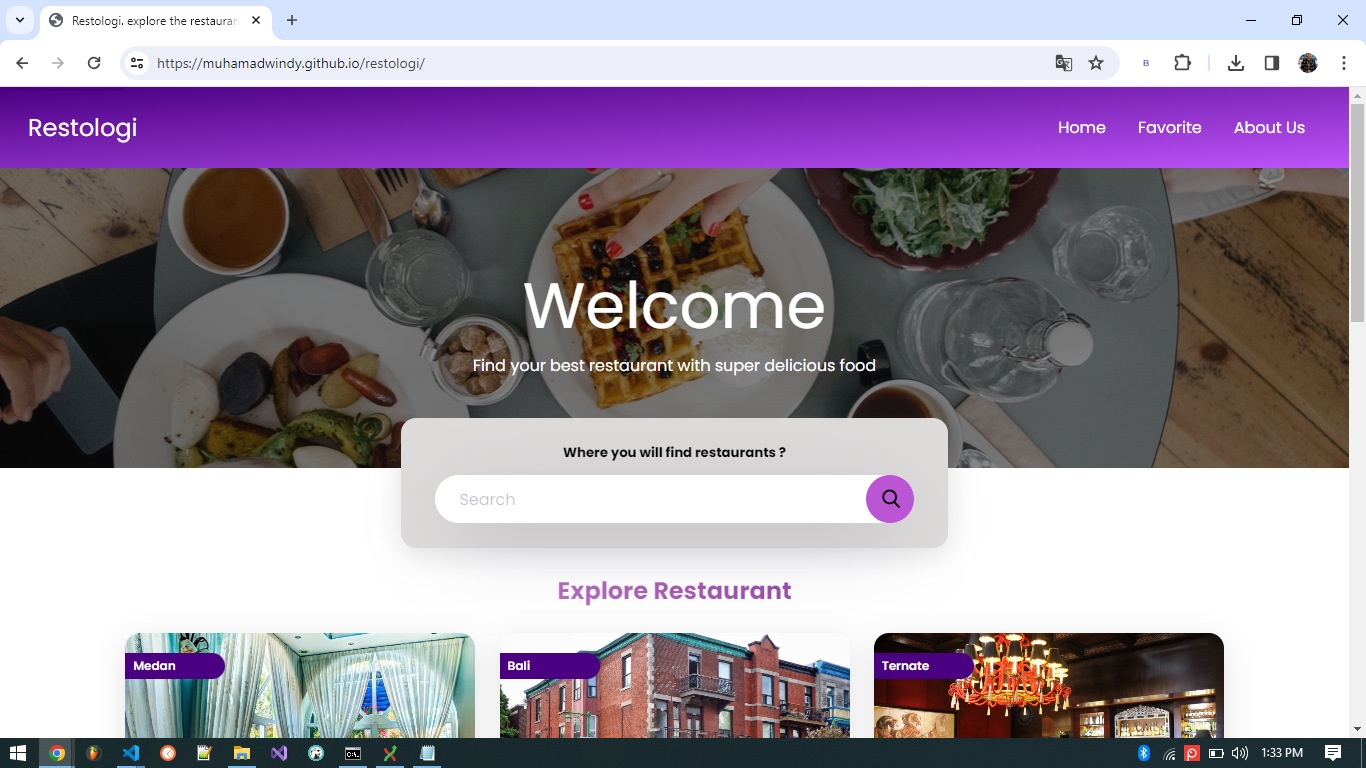 Restologi. explore the restauran
https://muhamadwindy.github.io/restologi/
B
Restologi
Home
Favorite
About Us
Welcome
Find your best restaurant with super delicious food
Where you will find restaurants ?
Search
Explore Restaurant
Medan
Bali
Ternate
1:33 PM